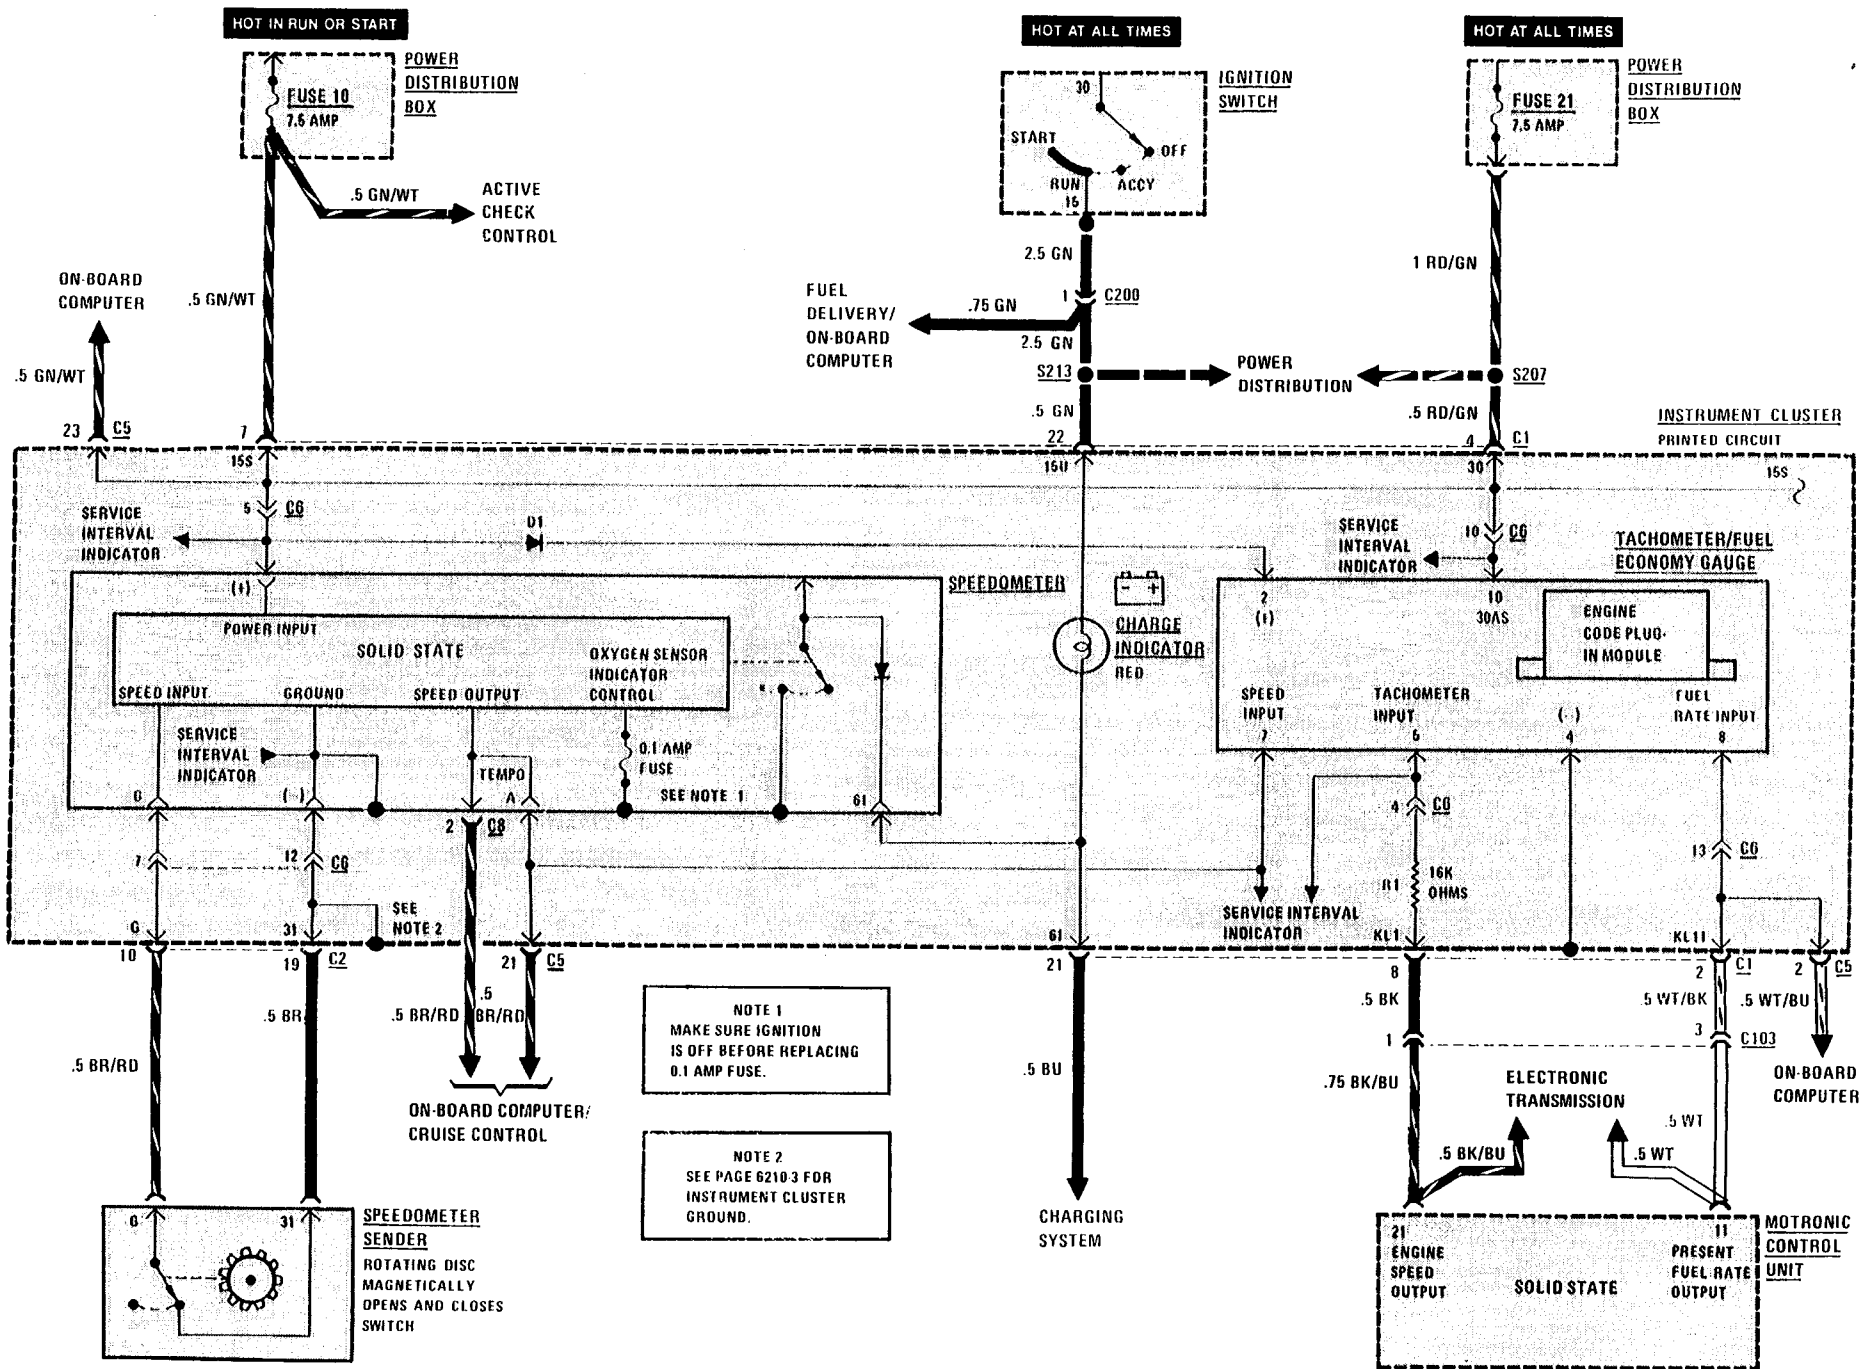 HOT IN RUN OR START
HOT AT ALL TIMES
HOT AT ALL TIMES
POWER
DISTRIBUTION
BOX
FUSE 10
7.5 AMP
30
IGNITION
SWITCH
START
OFF
RUN
ACCY
15
FUSE 21
7.5 AMP
POWER
DISTRIBUTION
BOX
.5 GN/WT
ACTIVE
CHECK
CONTROL
ON-BOARD
COMPUTER
.5 GN/WT
.5 GN/WT
2.5 GN
1 C200
FUEL
DELIVERY/
ON-BOARD
COMPUTER
.75 GN
2.5 GN
1 RD/GN
S213
POWER
DISTRIBUTION
S207
.5 GN
.5 RD/GN
23 C5
7
22
4 C1
INSTRUMENT CLUSTER
PRINTED CIRCUIT
15S
15U
30
15S
5 C6
SERVICE
INTERVAL
INDICATOR
D1
SERVICE
INTERVAL
INDICATOR
10 C6
TACHOMETER/FUEL
ECONOMY GAUGE
(+)
SPEEDOMETER
- +
POWER INPUT
SOLID STATE
OXYGEN SENSOR
INDICATOR
CONTROL
SPEED INPUT
GROUND
SPEED OUTPUT
CHARGE
INDICATOR
RED
2
(+)
10
30AS
ENGINE
CODE PLUG-
IN MODULE
SPEED
INPUT
7
TACHOMETER
INPUT
5
(-)
4
FUEL
RATE INPUT
8
SERVICE
INTERVAL
INDICATOR
0.1 AMP
FUSE
TEMPO
A
SEE NOTE 1
G
(-)
61
2 C8
7
12 C6
4 C6
13 C6
R1
16K
OHMS
SERVICE INTERVAL
INDICATOR
SEE
NOTE 2
G
31
61
KL1
KL11
10
19 C2
21 C5
21
8
2 C1
2 C5
.5 BR/RD
.5 BR
.5 BR/RD
.5
BR/RD
ON-BOARD COMPUTER/
CRUISE CONTROL
NOTE 1
MAKE SURE IGNITION
IS OFF BEFORE REPLACING
0.1 AMP FUSE.
NOTE 2
SEE PAGE 6210-3 FOR
INSTRUMENT CLUSTER
GROUND.
.5 BU
CHARGING
SYSTEM
.5 BK
.5 WT/BK
.5 WT/BU
1
3 C103
.75 BK/BU
ELECTRONIC
TRANSMISSION
ON-BOARD
COMPUTER
.5 WT
.5 BK/BU
.5 WT
G
31
SPEEDOMETER
SENDER
ROTATING DISC
MAGNETICALLY
OPENS AND CLOSES
SWITCH
21
ENGINE
SPEED
OUTPUT
SOLID STATE
11
PRESENT
FUEL RATE
OUTPUT
MOTRONIC
CONTROL
UNIT